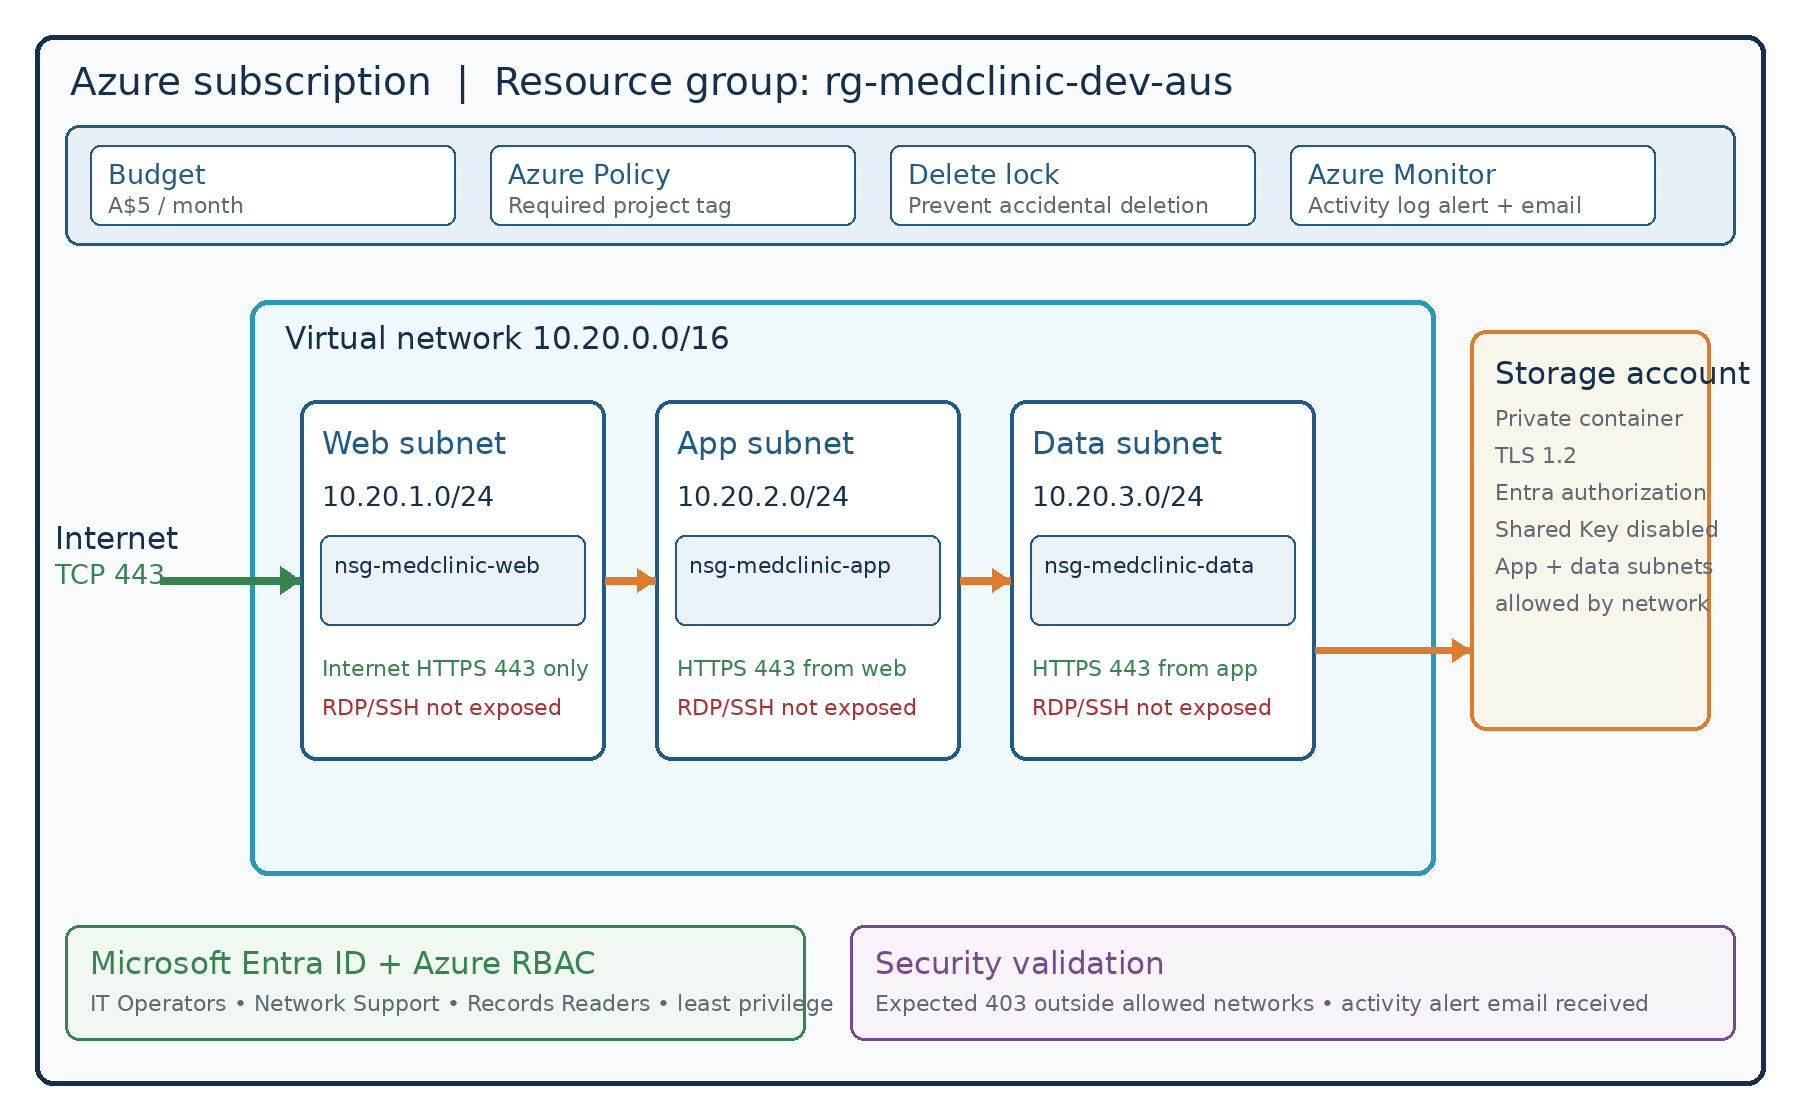 Azure subscription | Resource group: rg-medclinic-dev-aus
Budget
A$5 / month
Azure Policy
Required project tag
Delete lock
Prevent accidental deletion
Azure Monitor
Activity log alert + email
Virtual network 10.20.0.0/16
Internet
TCP 443
Web subnet
10.20.1.0/24
nsg-medclinic-web
Internet HTTPS 443 only
RDP/SSH not exposed
App subnet
10.20.2.0/24
nsg-medclinic-app
HTTPS 443 from web
RDP/SSH not exposed
Data subnet
10.20.3.0/24
nsg-medclinic-data
HTTPS 443 from app
RDP/SSH not exposed
Storage account
Private container
TLS 1.2
Entra authorization
Shared Key disabled
App + data subnets
allowed by network
Microsoft Entra ID + Azure RBAC
IT Operators • Network Support • Records Readers • least privilege
Security validation
Expected 403 outside allowed networks • activity alert email received